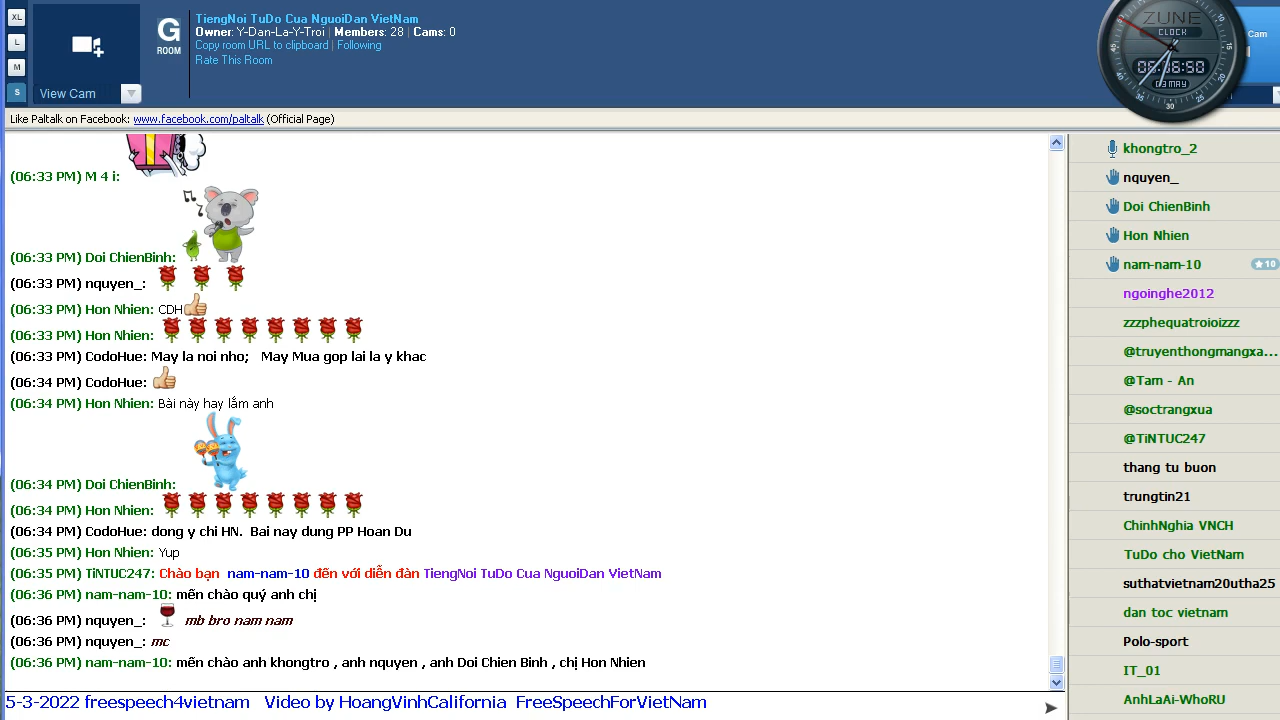 XL
L
M
S
View Cam
G
ROOM
TiengNoi TuDo Cua NguoiDan VietNam
Owner: Y-Dan-La-Y-Troi | Members: 28 | Cams: 0
Copy room URL to clipboard | Following
Rate This Room
ZUNE
CLOCK
03 MAY
30
Cam
Like Paltalk on Facebook: www.facebook.com/paltalk (Official Page)
(06:33 PM) M 4 i:
(06:33 PM) Doi ChienBinh:
(06:33 PM) nquyen_:
(06:33 PM) Hon Nhien: CDH
(06:33 PM) Hon Nhien:
(06:33 PM) CodoHue: May la noi nho;   May Mua gop lai la y khac
(06:34 PM) CodoHue:
(06:34 PM) Hon Nhien: Bài này hay lắm anh
(06:34 PM) Doi ChienBinh:
(06:34 PM) Hon Nhien:
(06:34 PM) CodoHue: dong y chi HN.  Bai nay dung PP Hoan Du
(06:35 PM) Hon Nhien: Yup
(06:35 PM) TiNTUC247: Chào bạn  nam-nam-10 đến với diễn đàn TiengNoi TuDo Cua NguoiDan VietNam
(06:36 PM) nam-nam-10: mến chào quý anh chị
(06:36 PM) nquyen_: mb bro nam nam
(06:36 PM) nquyen_: mc
(06:36 PM) nam-nam-10: mến chào anh khongtro , anh nquyen , anh Doi Chien Binh , chị Hon Nhien
5-3-2022 freespeech4vietnam   Video by HoangVinhCalifornia  FreeSpeechForVietNam
khongtro_2
nquyen_
Doi ChienBinh
Hon Nhien
nam-nam-10 ★10
ngoinghe2012
zzzphequatroioizzz
@truyenthongmangxa...
@Tam - An
@soctrangxua
@TiNTUC247
thang tu buon
trungtin21
ChinhNghia VNCH
TuDo cho VietNam
suthatvietnam20utha25
dan toc vietnam
Polo-sport
IT_01
AnhLaAi-WhoRU